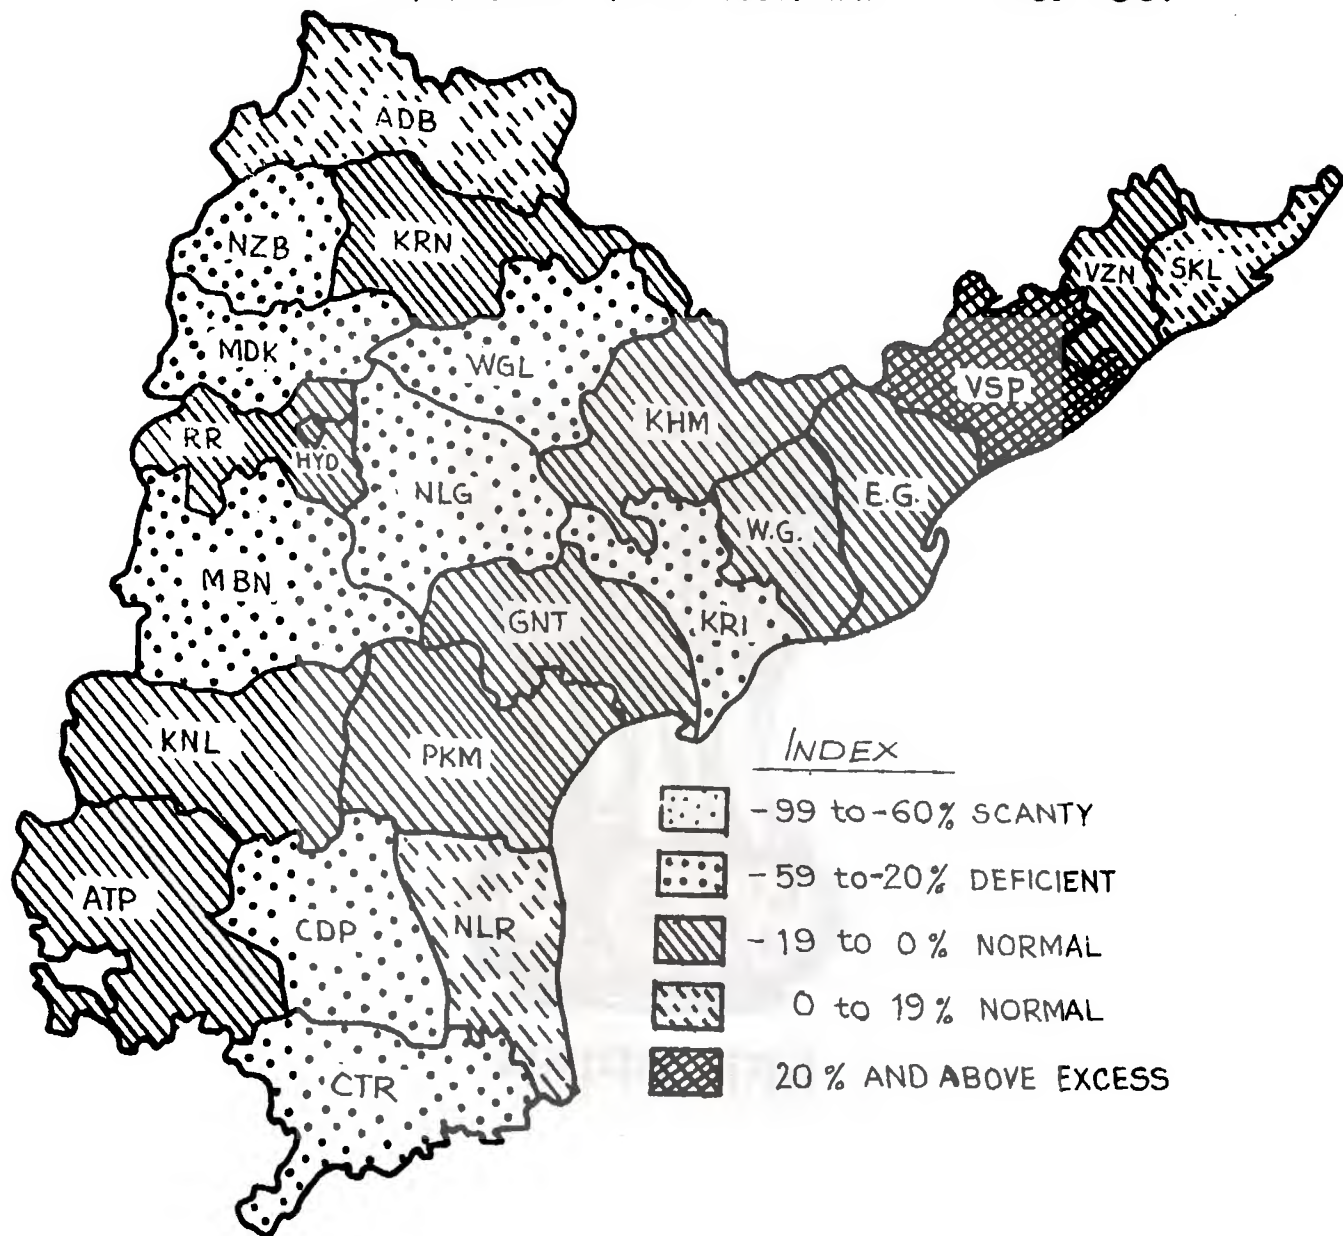 ADB
NZB
KRN
VZN
SKL
MDK
WGL
VSP
RR
KHM
HYD
NLG
E.G.
W.G.
MBN
GNT
KRI
KNL
PKM
INDEX
-99 to -60% SCANTY
-59 to -20% DEFICIENT
ATP
CDP
NLR
-19 to 0% NORMAL
0 to 19% NORMAL
CTR
20% AND ABOVE EXCESS